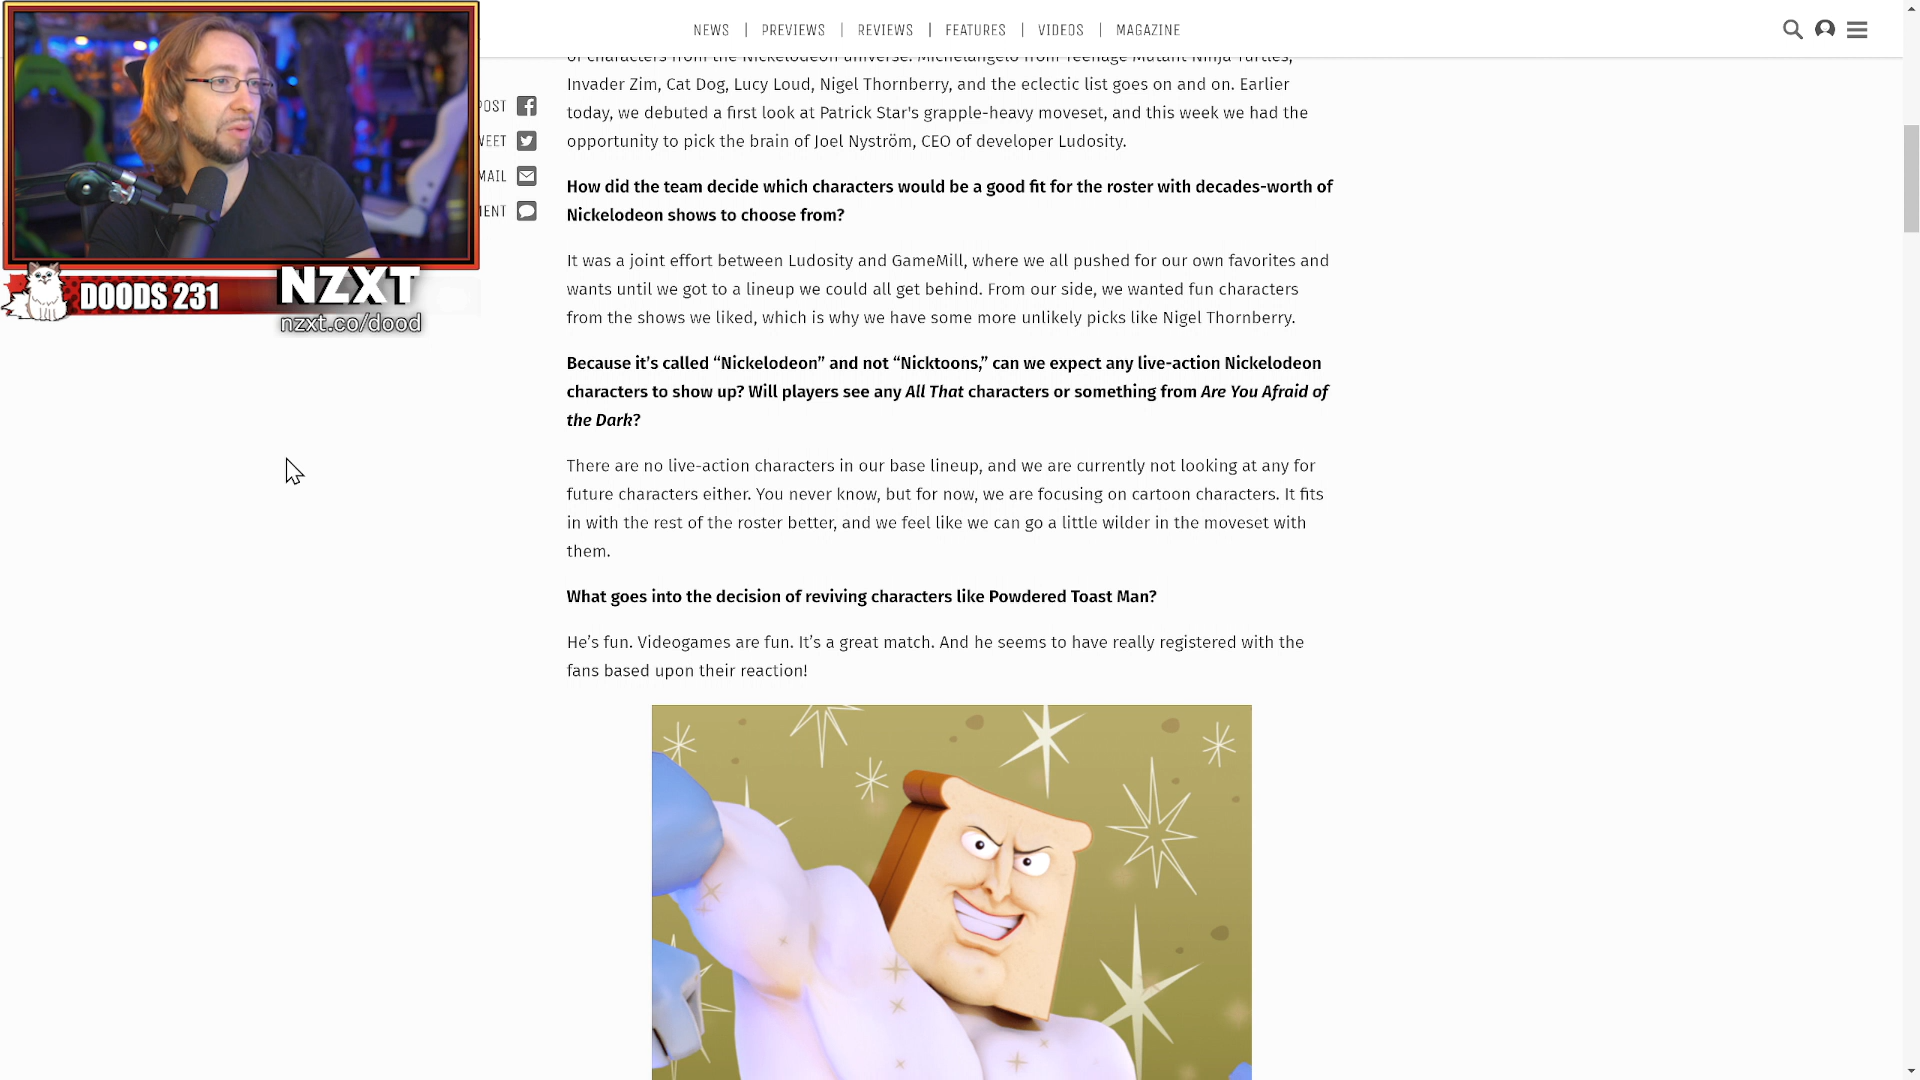 NEWS | PREVIEWS | REVIEWS | FEATURES | VIDEOS | MAGAZINE
of characters from the Nickelodeon universe. Michelangelo from Teenage Mutant Ninja Turtles,
Invader Zim, Cat Dog, Lucy Loud, Nigel Thornberry, and the eclectic list goes on and on. Earlier
today, we debuted a first look at Patrick Star's grapple-heavy moveset, and this week we had the
opportunity to pick the brain of Joel Nyström, CEO of developer Ludosity.
POST
WEET
MAIL
MENT
DOODS 231
NZXT
nzxt.co/dood
How did the team decide which characters would be a good fit for the roster with decades-worth of
Nickelodeon shows to choose from?
It was a joint effort between Ludosity and GameMill, where we all pushed for our own favorites and
wants until we got to a lineup we could all get behind. From our side, we wanted fun characters
from the shows we liked, which is why we have some more unlikely picks like Nigel Thornberry.
Because it’s called “Nickelodeon” and not “Nicktoons,” can we expect any live-action Nickelodeon
characters to show up? Will players see any All That characters or something from Are You Afraid of
the Dark?
There are no live-action characters in our base lineup, and we are currently not looking at any for
future characters either. You never know, but for now, we are focusing on cartoon characters. It fits
in with the rest of the roster better, and we feel like we can go a little wilder in the moveset with
them.
What goes into the decision of reviving characters like Powdered Toast Man?
He’s fun. Videogames are fun. It’s a great match. And he seems to have really registered with the
fans based upon their reaction!